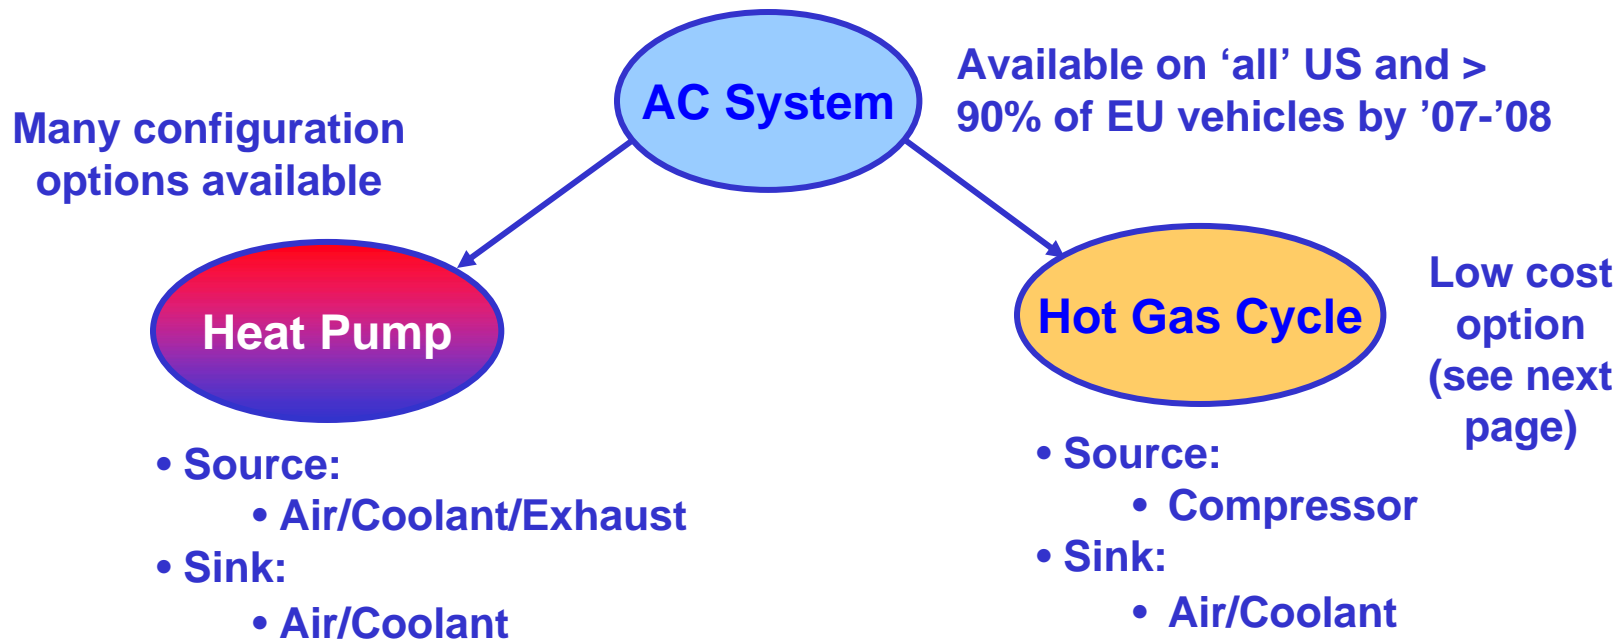 AC System
Available on ‘all’ US and >
90% of EU vehicles by ’07-’08
Many configuration
options available
Heat Pump
• Source:
• Air/Coolant/Exhaust
• Sink:
• Air/Coolant
Hot Gas Cycle
Low cost
option
(see next
page)
• Source:
• Compressor
• Sink:
• Air/Coolant